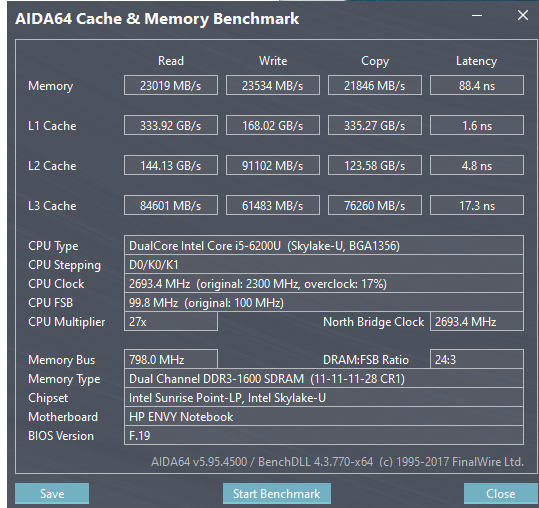 AIDA64 Cache & Memory Benchmark
Read Write Copy Latency
Memory 23019 MB/s 23534 MB/s 21846 MB/s 88.4 ns
L1 Cache 333.92 GB/s 168.02 GB/s 335.27 GB/s 1.6 ns
L2 Cache 144.13 GB/s 91102 MB/s 123.58 GB/s 4.8 ns
L3 Cache 84601 MB/s 61483 MB/s 76260 MB/s 17.3 ns
CPU Type DualCore Intel Core i5-6200U (Skylake-U, BGA1356)
CPU Stepping D0/K0/K1
CPU Clock 2693.4 MHz (original: 2300 MHz, overclock: 17%)
CPU FSB 99.8 MHz (original: 100 MHz)
CPU Multiplier 27x North Bridge Clock 2693.4 MHz
Memory Bus 798.0 MHz DRAM:FSB Ratio 24:3
Memory Type Dual Channel DDR3-1600 SDRAM (11-11-11-28 CR1)
Chipset Intel Sunrise Point-LP, Intel Skylake-U
Motherboard HP ENVY Notebook
BIOS Version F.19
AIDA64 v5.95.4500 / BenchDLL 4.3.770-x64 (c) 1995-2017 FinalWire Ltd.
Save Start Benchmark Close